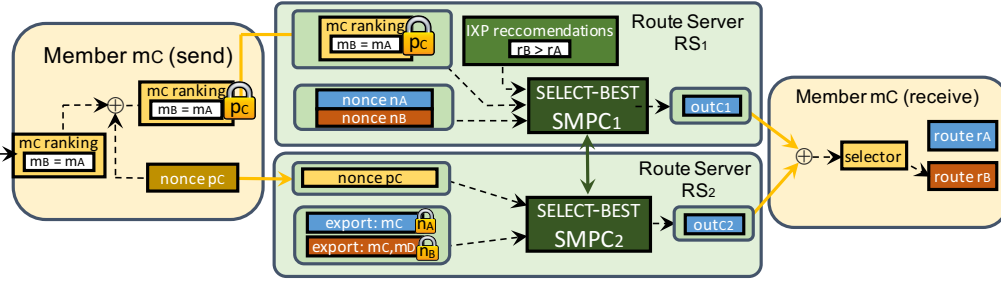 Member mC (send)
mC ranking
mB = mA
pC
mC ranking
mB = mA
nonce pC
mC ranking
mB = mA
pC
IXP reccomendations
rB > rA
Route Server
RS1
nonce nA
nonce nB
SELECT-BEST
SMPC1
outc1
nonce pC
export: mC
nA
export: mC,mD
nB
SELECT-BEST
SMPC2
Route Server
RS2
outc2
Member mC (receive)
selector
route rA
route rB